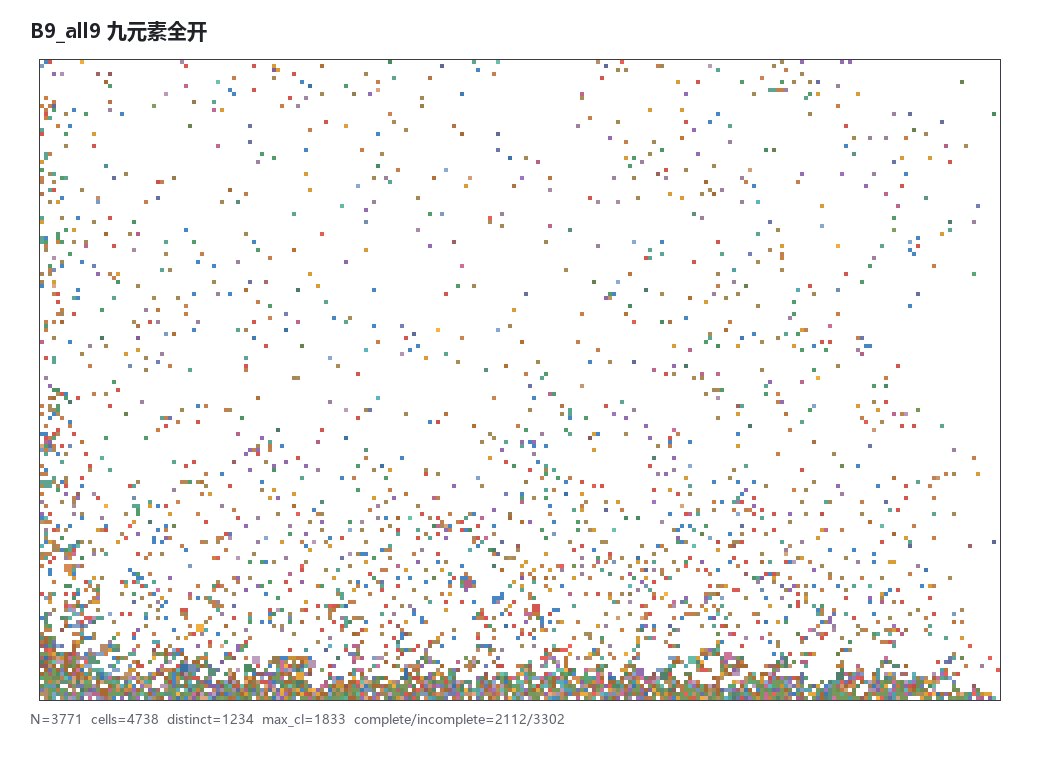 B9_all9 九元素全开
N=3771 cells=4738 distinct=1234 max_cl=1833 complete/incomplete=2112/3302